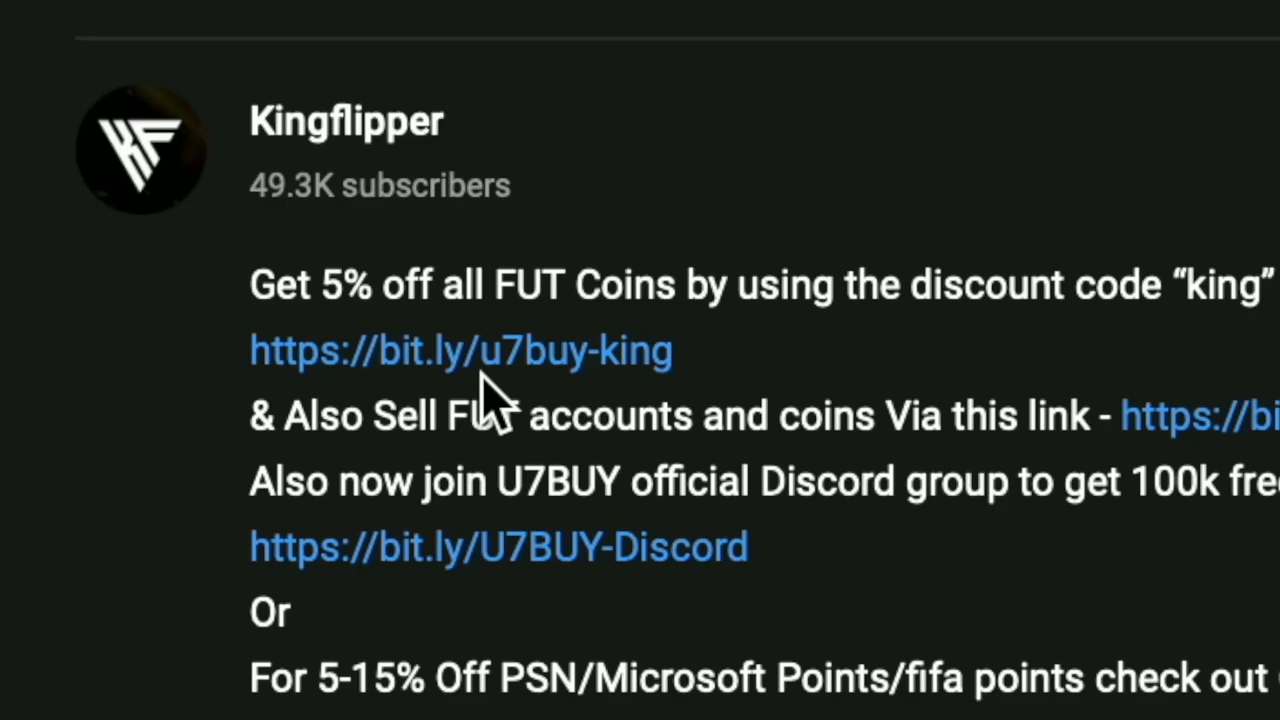 KF
Kingflipper
49.3K subscribers
Get 5% off all FUT Coins by using the discount code “king”
https://bit.ly/u7buy-king
& Also Sell FUT accounts and coins Via this link - https://bi
Also now join U7BUY official Discord group to get 100k fre
https://bit.ly/U7BUY-Discord
Or
For 5-15% Off PSN/Microsoft Points/fifa points check out